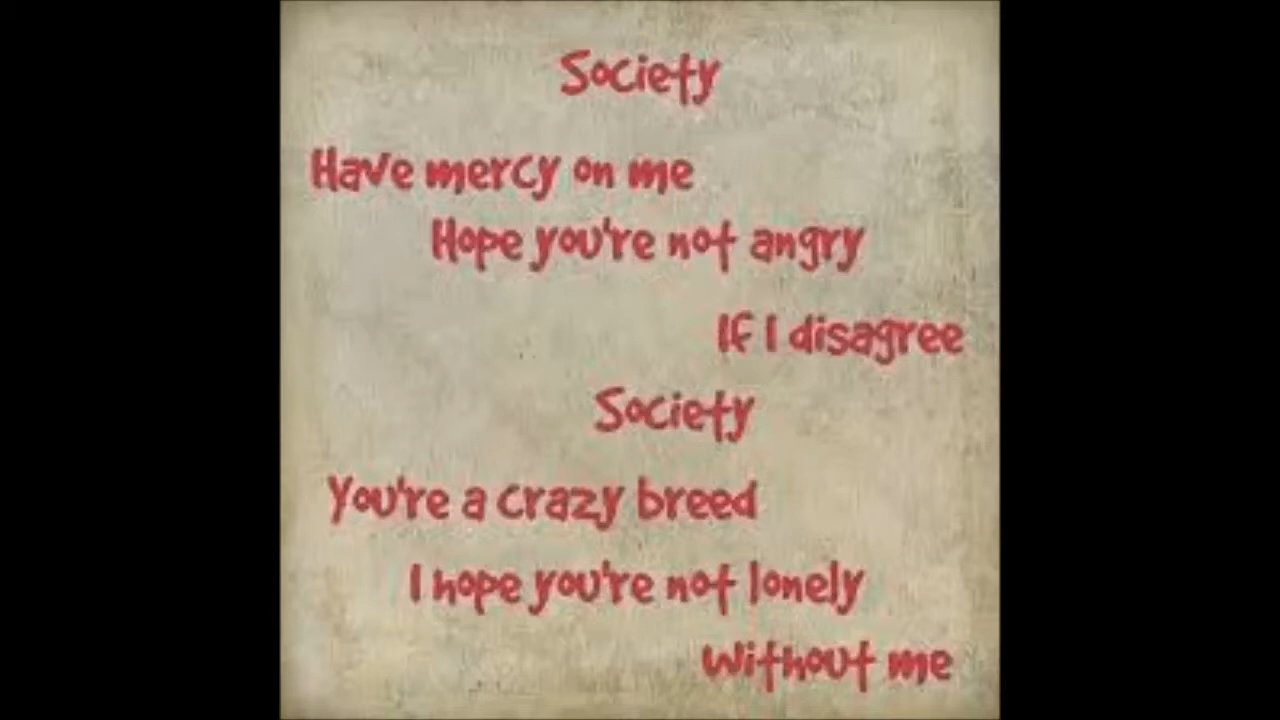 Society
Have mercy on me
Hope you're not angry
If I disagree
Society
You're a crazy breed
I hope you're not lonely
Without me